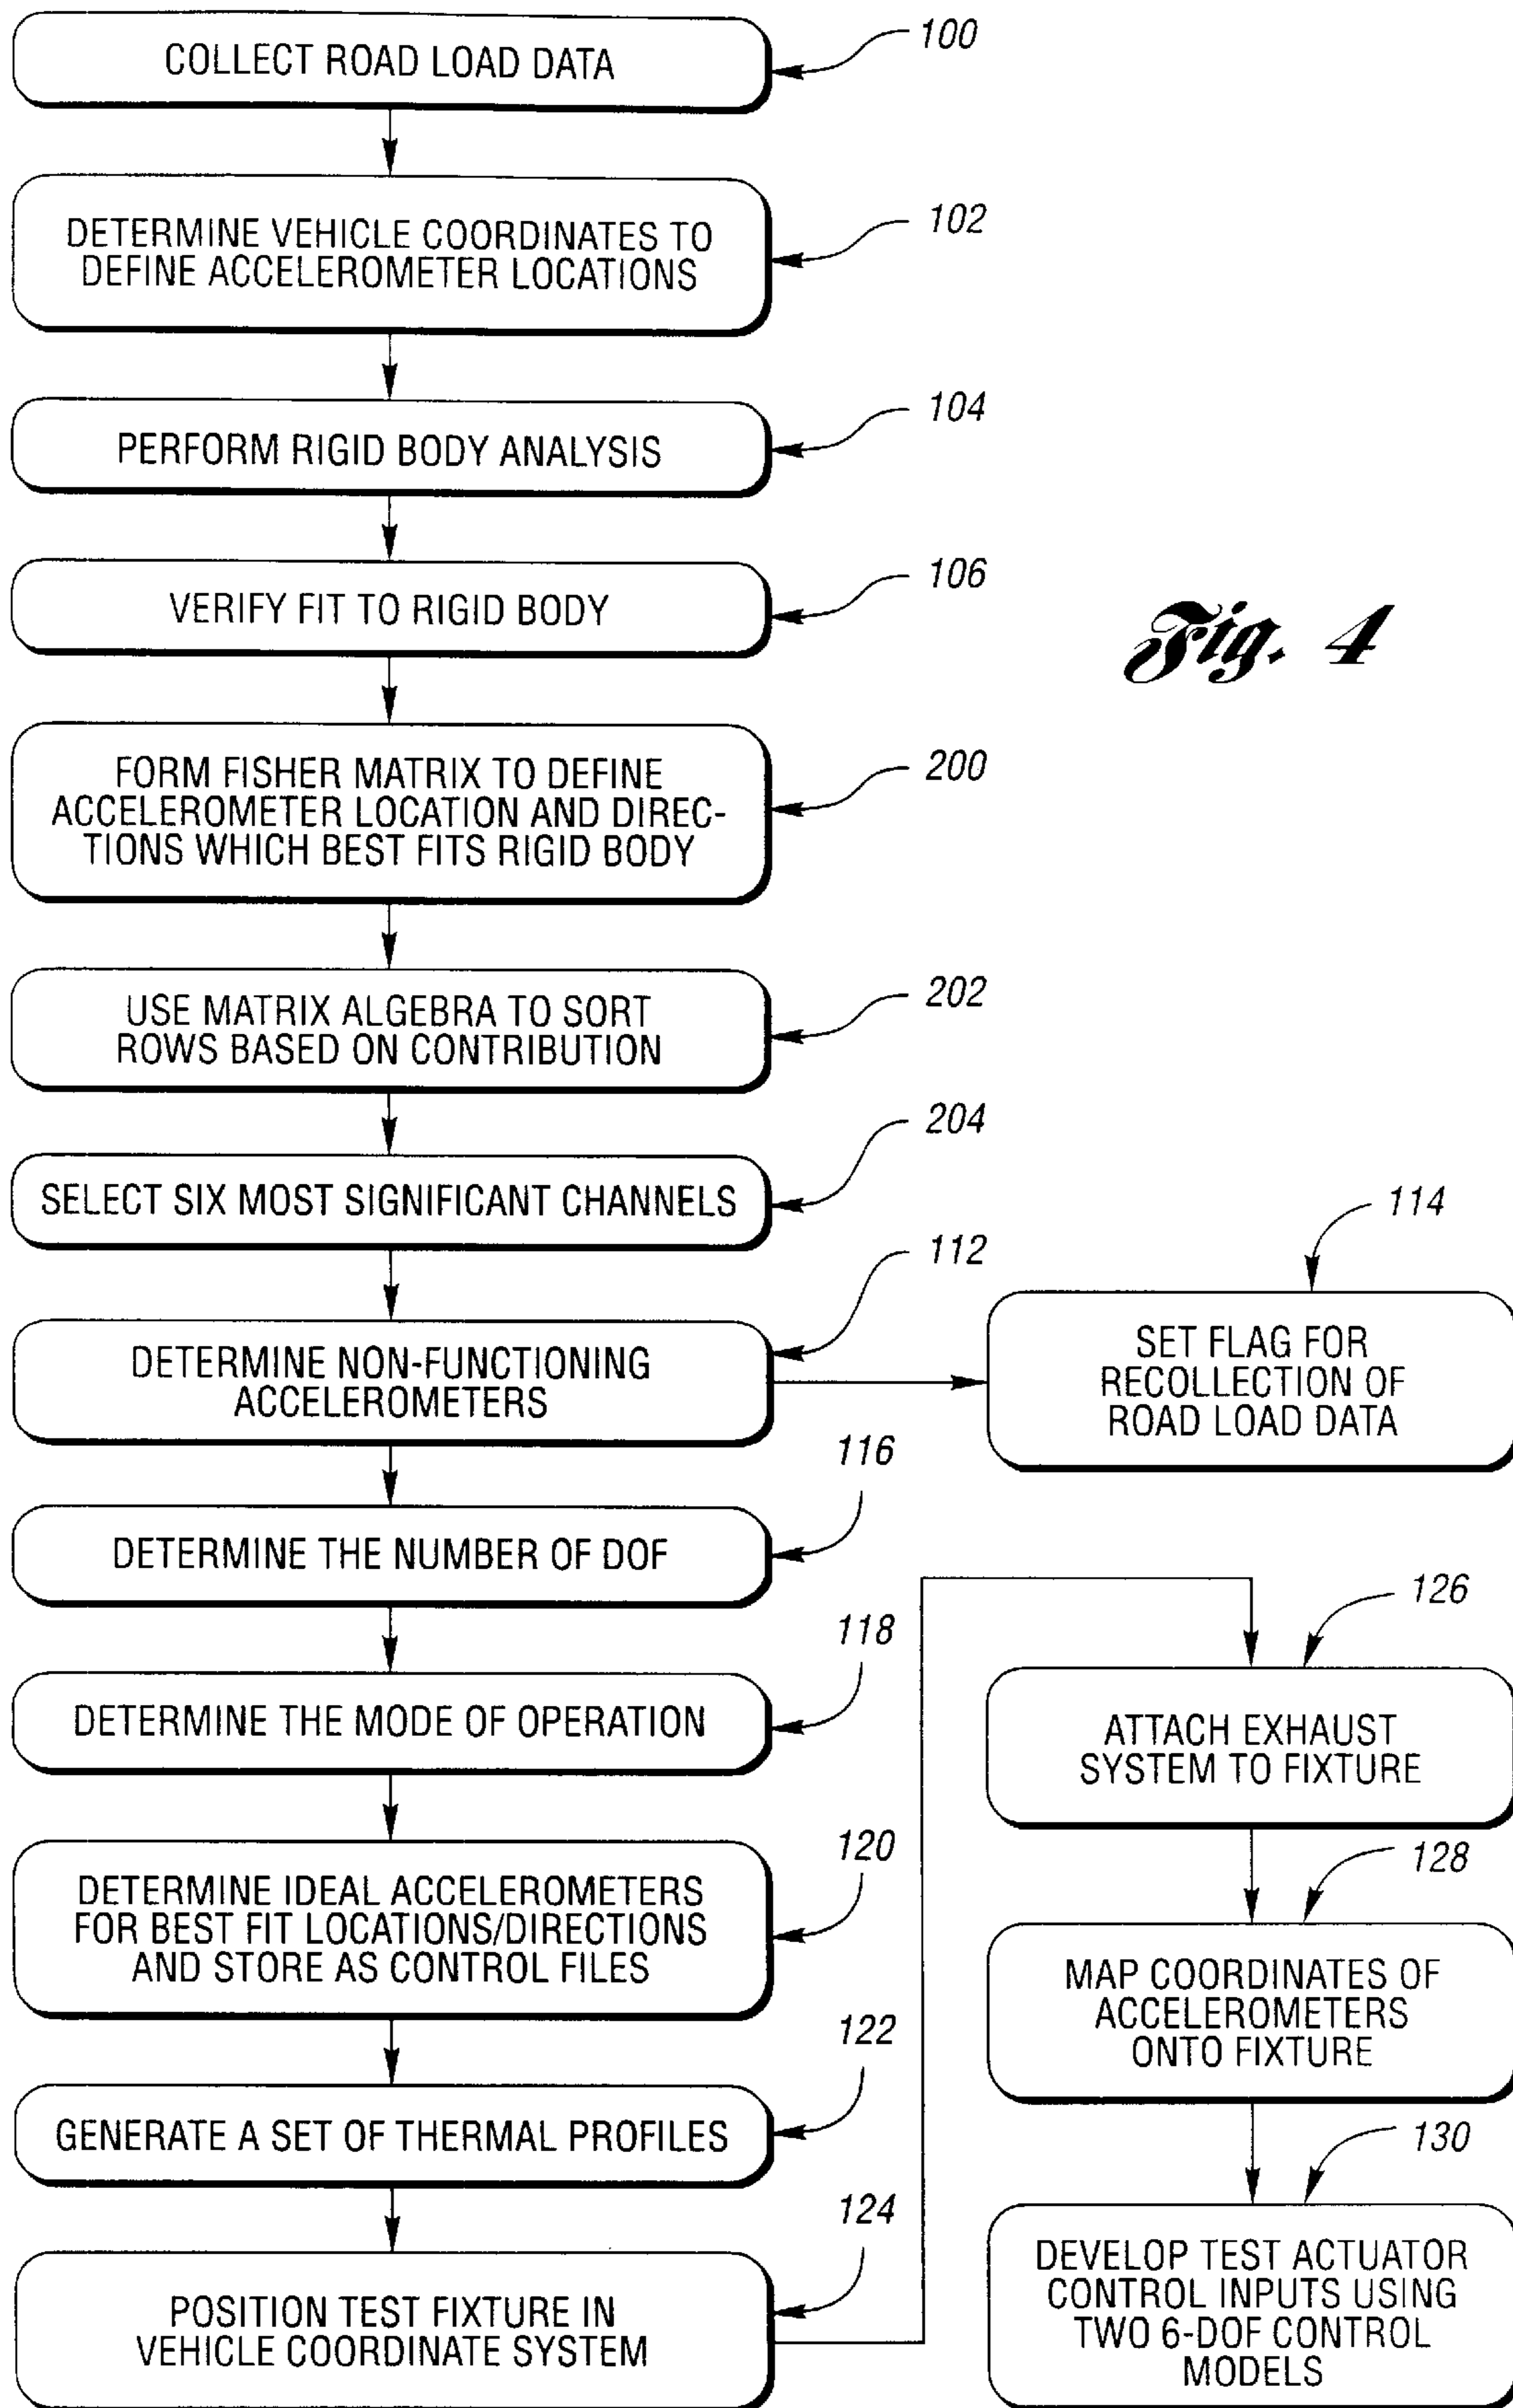 COLLECT ROAD LOAD DATA
100
DETERMINE VEHICLE COORDINATES TO
DEFINE ACCELEROMETER LOCATIONS
102
PERFORM RIGID BODY ANALYSIS
104
VERIFY FIT TO RIGID BODY
106
Fig. 4
FORM FISHER MATRIX TO DEFINE
ACCELEROMETER LOCATION AND DIREC-
TIONS WHICH BEST FITS RIGID BODY
200
USE MATRIX ALGEBRA TO SORT
ROWS BASED ON CONTRIBUTION
202
SELECT SIX MOST SIGNIFICANT CHANNELS
204
DETERMINE NON-FUNCTIONING
ACCELEROMETERS
112
SET FLAG FOR
RECOLLECTION OF
ROAD LOAD DATA
114
DETERMINE THE NUMBER OF DOF
116
DETERMINE THE MODE OF OPERATION
118
DETERMINE IDEAL ACCELEROMETERS
FOR BEST FIT LOCATIONS/DIRECTIONS
AND STORE AS CONTROL FILES
120
GENERATE A SET OF THERMAL PROFILES
122
POSITION TEST FIXTURE IN
VEHICLE COORDINATE SYSTEM
124
ATTACH EXHAUST
SYSTEM TO FIXTURE
126
MAP COORDINATES OF
ACCELEROMETERS
ONTO FIXTURE
128
DEVELOP TEST ACTUATOR
CONTROL INPUTS USING
TWO 6-DOF CONTROL
MODELS
130